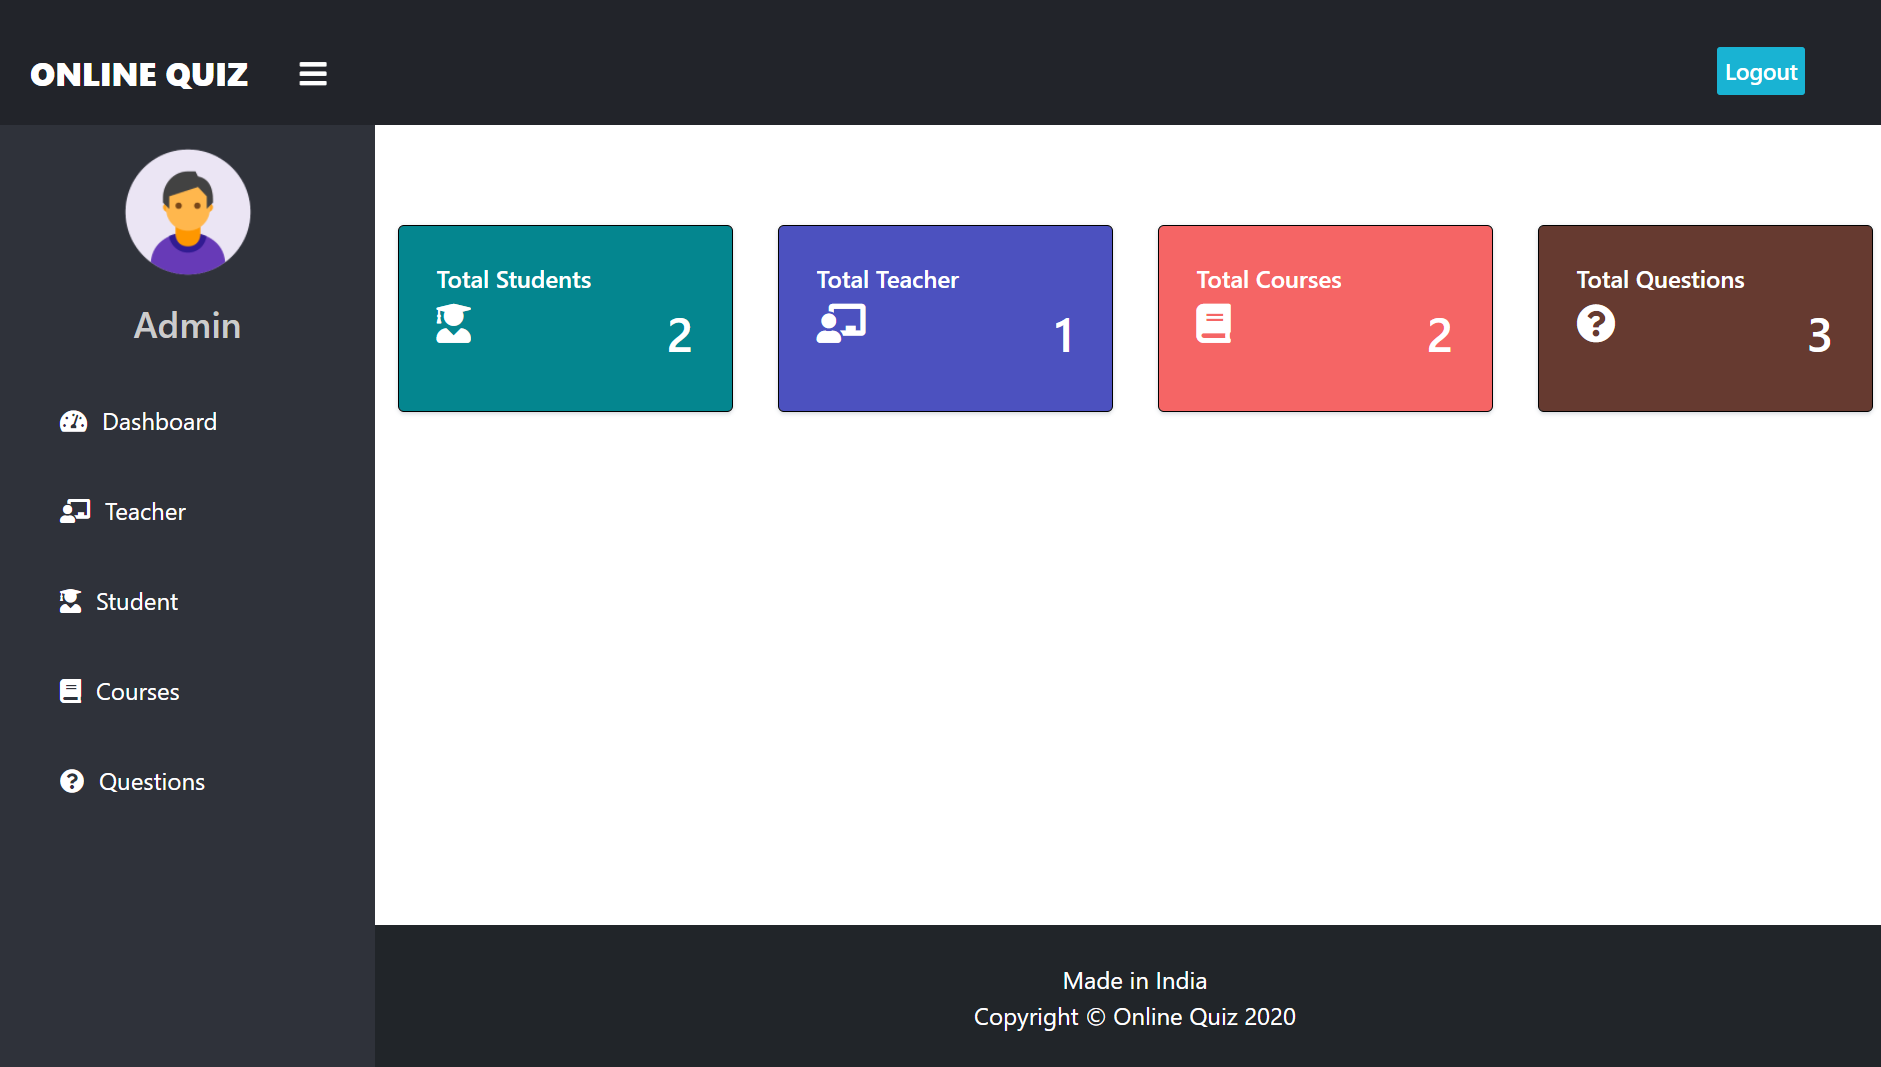 ONLINE QUIZ
Logout
Admin
Dashboard
Teacher
Student
Courses
Questions
Total Students
2
Total Teacher
1
Total Courses
2
Total Questions
3
Made in India
Copyright © Online Quiz 2020